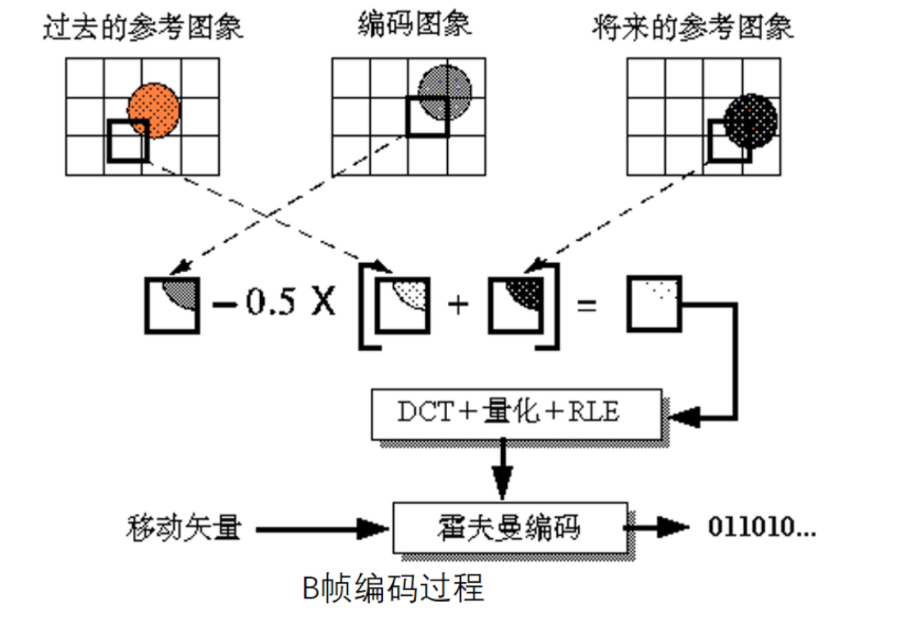 过去的参考图象 编码图象 将来的参考图象
－0.5 X [ + ] =
DCT＋量化＋RLE
移动矢量 霍夫曼编码 011010...
B帧编码过程